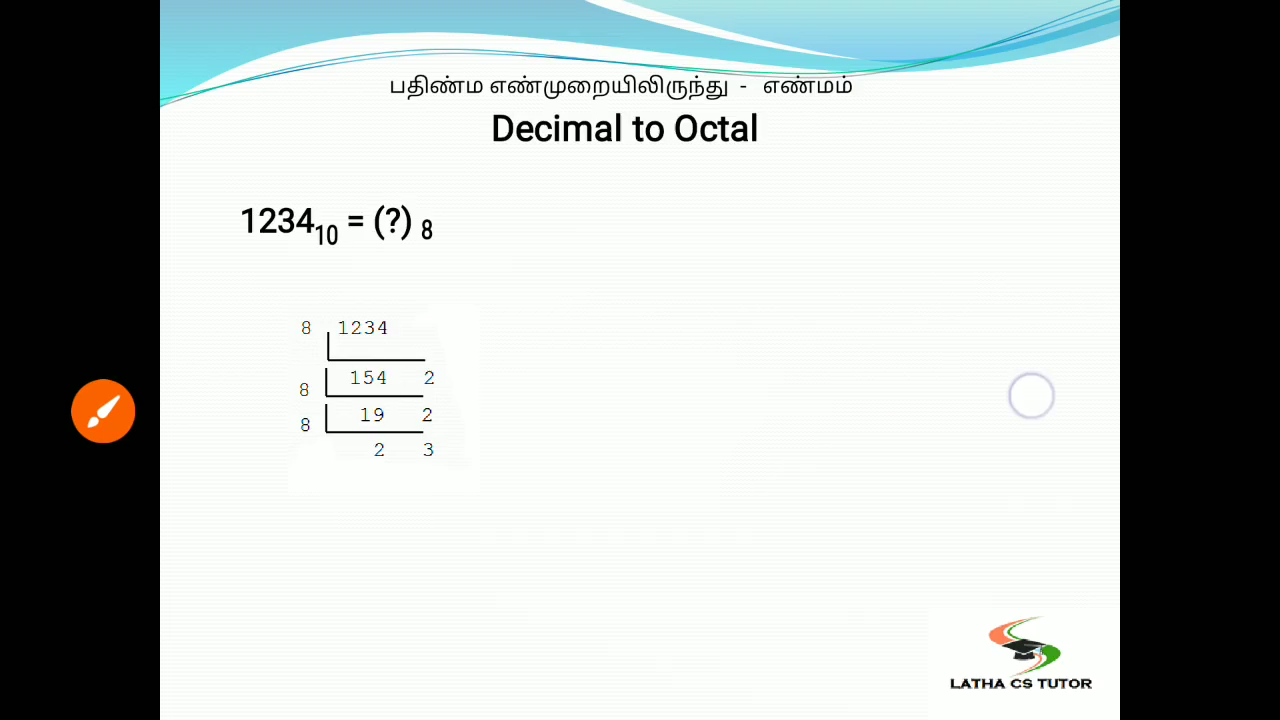 பதிண்ம எண்முறையிலிருந்து - எண்மம்
Decimal to Octal
1234₁₀ = (?) ₈
8 1234
8 154 2
8 19 2
2 3
LATHA CS TUTOR